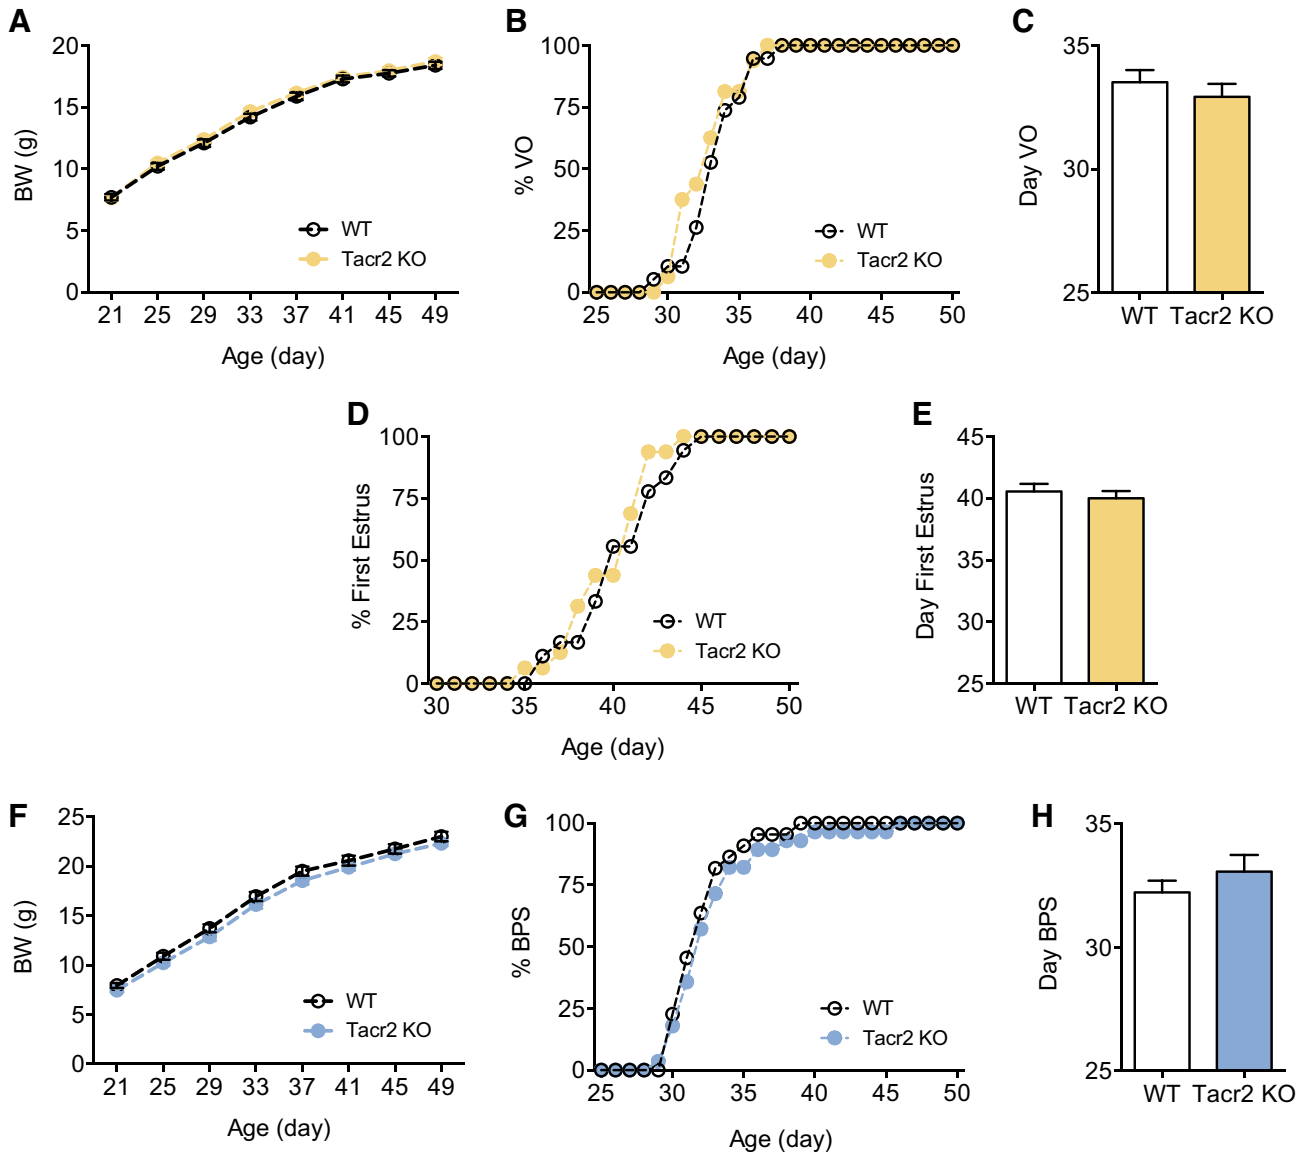 A
BW (g)
20
15
10
5
0
21 25 29 33 37 41 45 49
Age (day)
WT
Tacr2 KO
B
% VO
100
75
50
25
0
25 30 35 40 45 50
Age (day)
WT
Tacr2 KO
C
Day VO
35
30
25
WT Tacr2 KO
D
% First Estrus
100
75
50
25
0
30 35 40 45 50
Age (day)
WT
Tacr2 KO
E
Day First Estrus
45
40
35
30
25
WT Tacr2 KO
F
BW (g)
25
20
15
10
5
0
21 25 29 33 37 41 45 49
Age (day)
WT
Tacr2 KO
G
% BPS
100
75
50
25
0
25 30 35 40 45 50
Age (day)
WT
Tacr2 KO
H
Day BPS
35
30
25
WT Tacr2 KO